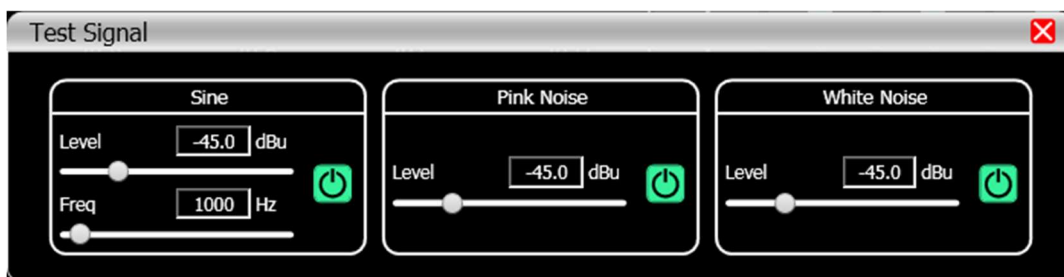 Test Signal
Sine
Level -45.0 dBu
Freq 1000 Hz
Pink Noise
Level -45.0 dBu
White Noise
Level -45.0 dBu